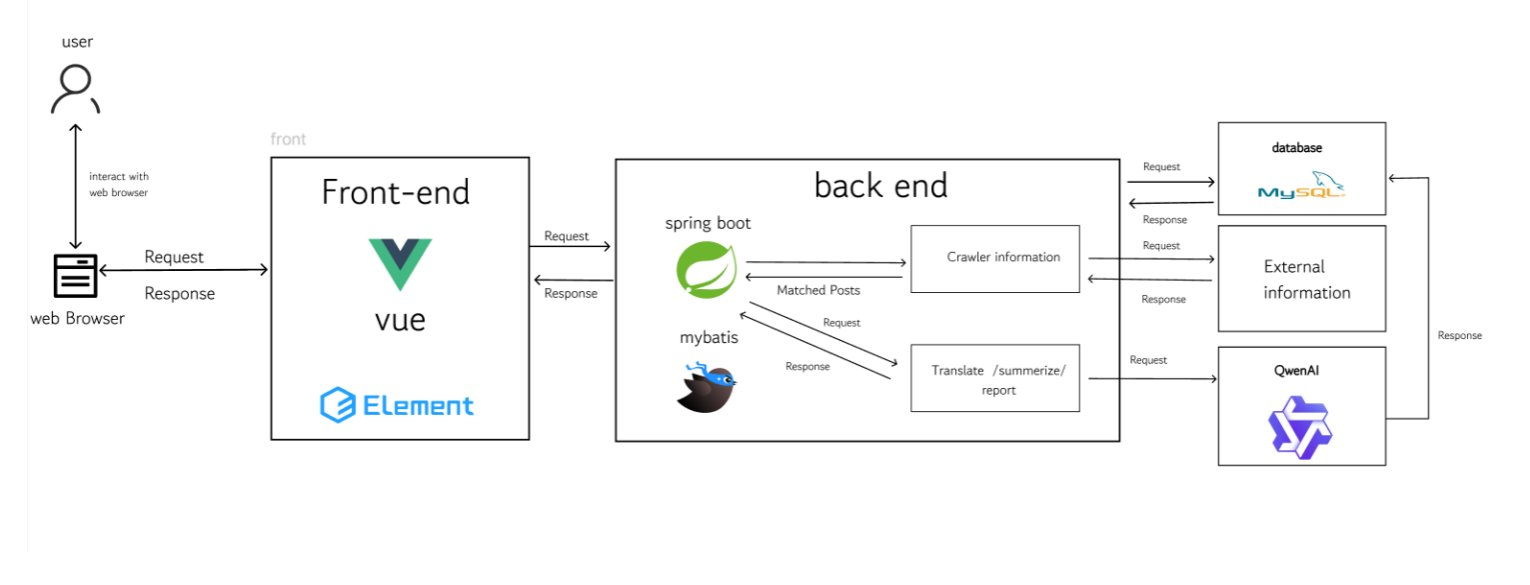 user
interact with
web browser
Request
Response
web Browser
front
Front-end
vue
Element
Request
Response
back end
spring boot
mybatis
Crawler information
Matched Posts
Request
Response
Translate /summerize/
report
Request
Response
Request
Response
Request
database
MySQL
External
information
QwenAI
Response